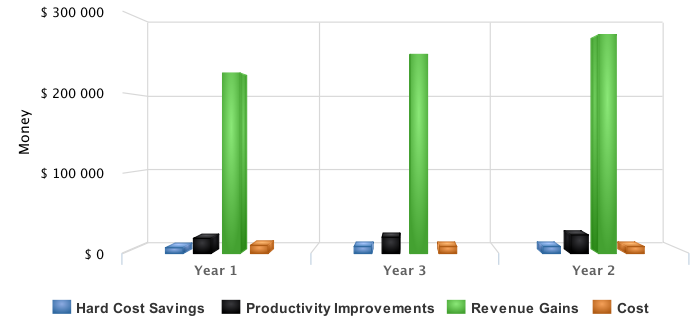 $ 300 000
$ 200 000
$ 100 000
$ 0
Money
Year 1 Year 3 Year 2
Hard Cost Savings Productivity Improvements Revenue Gains Cost